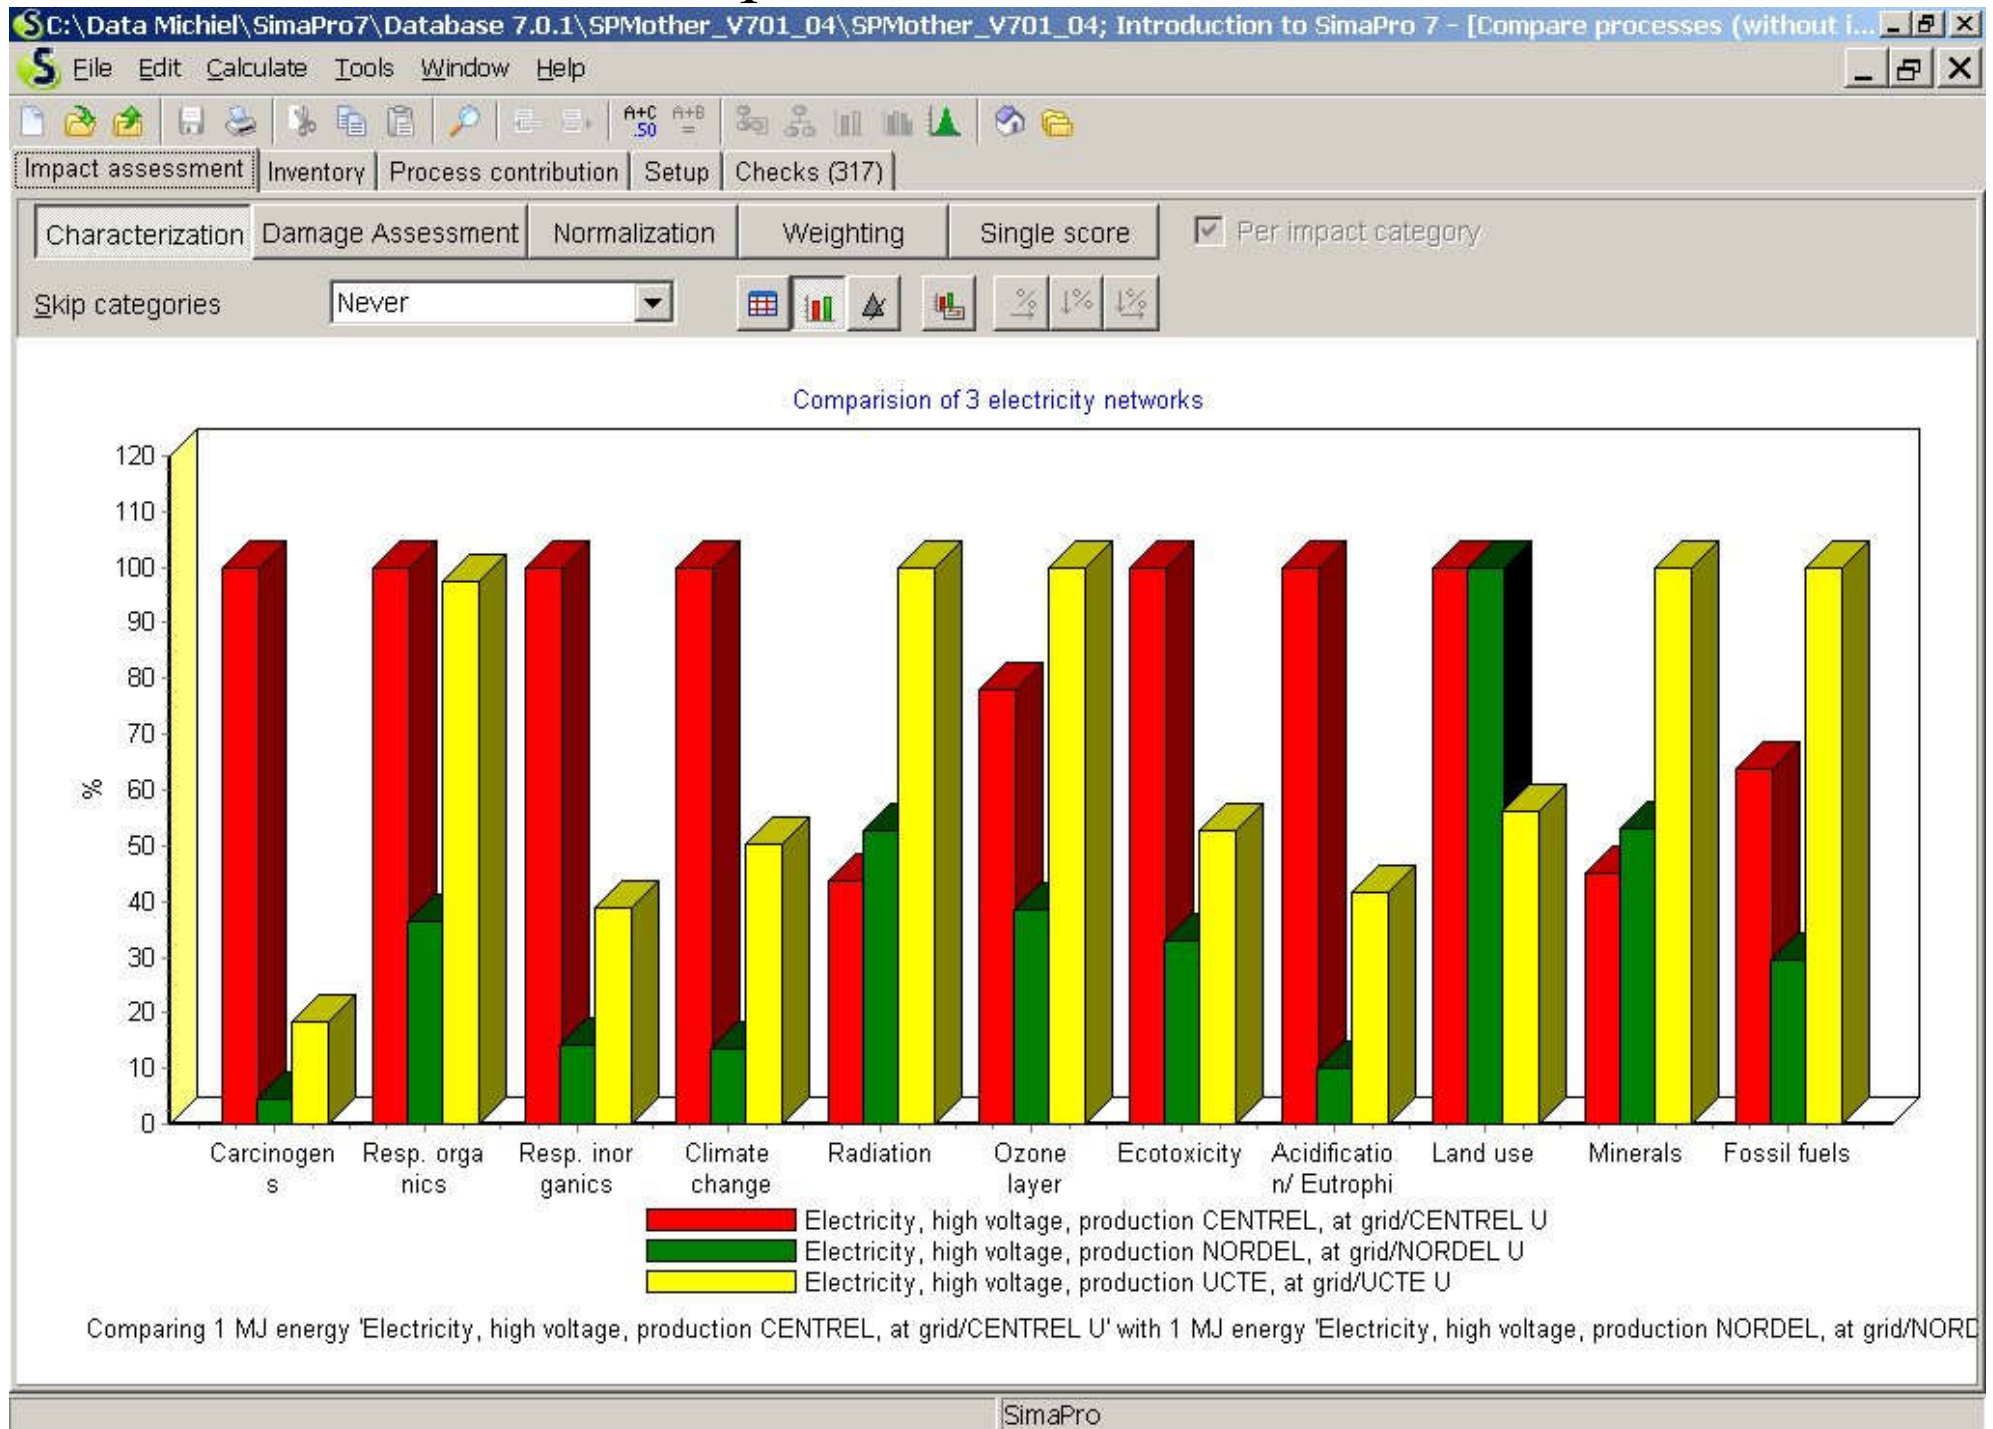 C:\Data Michiel\SimaPro7\Database 7.0.1\SPMother_V701_04\SPMother_V701_04; Introduction to SimaPro 7 - [Compare processes (without i...
File Edit Calculate Tools Window Help
A+C .50 A+B =
Impact assessment Inventory Process contribution Setup Checks (317)
Characterization Damage Assessment Normalization Weighting Single score Per impact category
Skip categories Never
Comparision of 3 electricity networks
120
110
100
90
80
70
% 60
50
40
30
20
10
0
Carcinogen Resp. orga Resp. inor Climate Radiation Ozone Ecotoxicity Acidificatio Land use Minerals Fossil fuels
s nics ganics change layer n/ Eutrophi
Electricity, high voltage, production CENTREL, at grid/CENTREL U
Electricity, high voltage, production NORDEL, at grid/NORDEL U
Electricity, high voltage, production UCTE, at grid/UCTE U
Comparing 1 MJ energy 'Electricity, high voltage, production CENTREL, at grid/CENTREL U' with 1 MJ energy 'Electricity, high voltage, production NORDEL, at grid/NORD
SimaPro